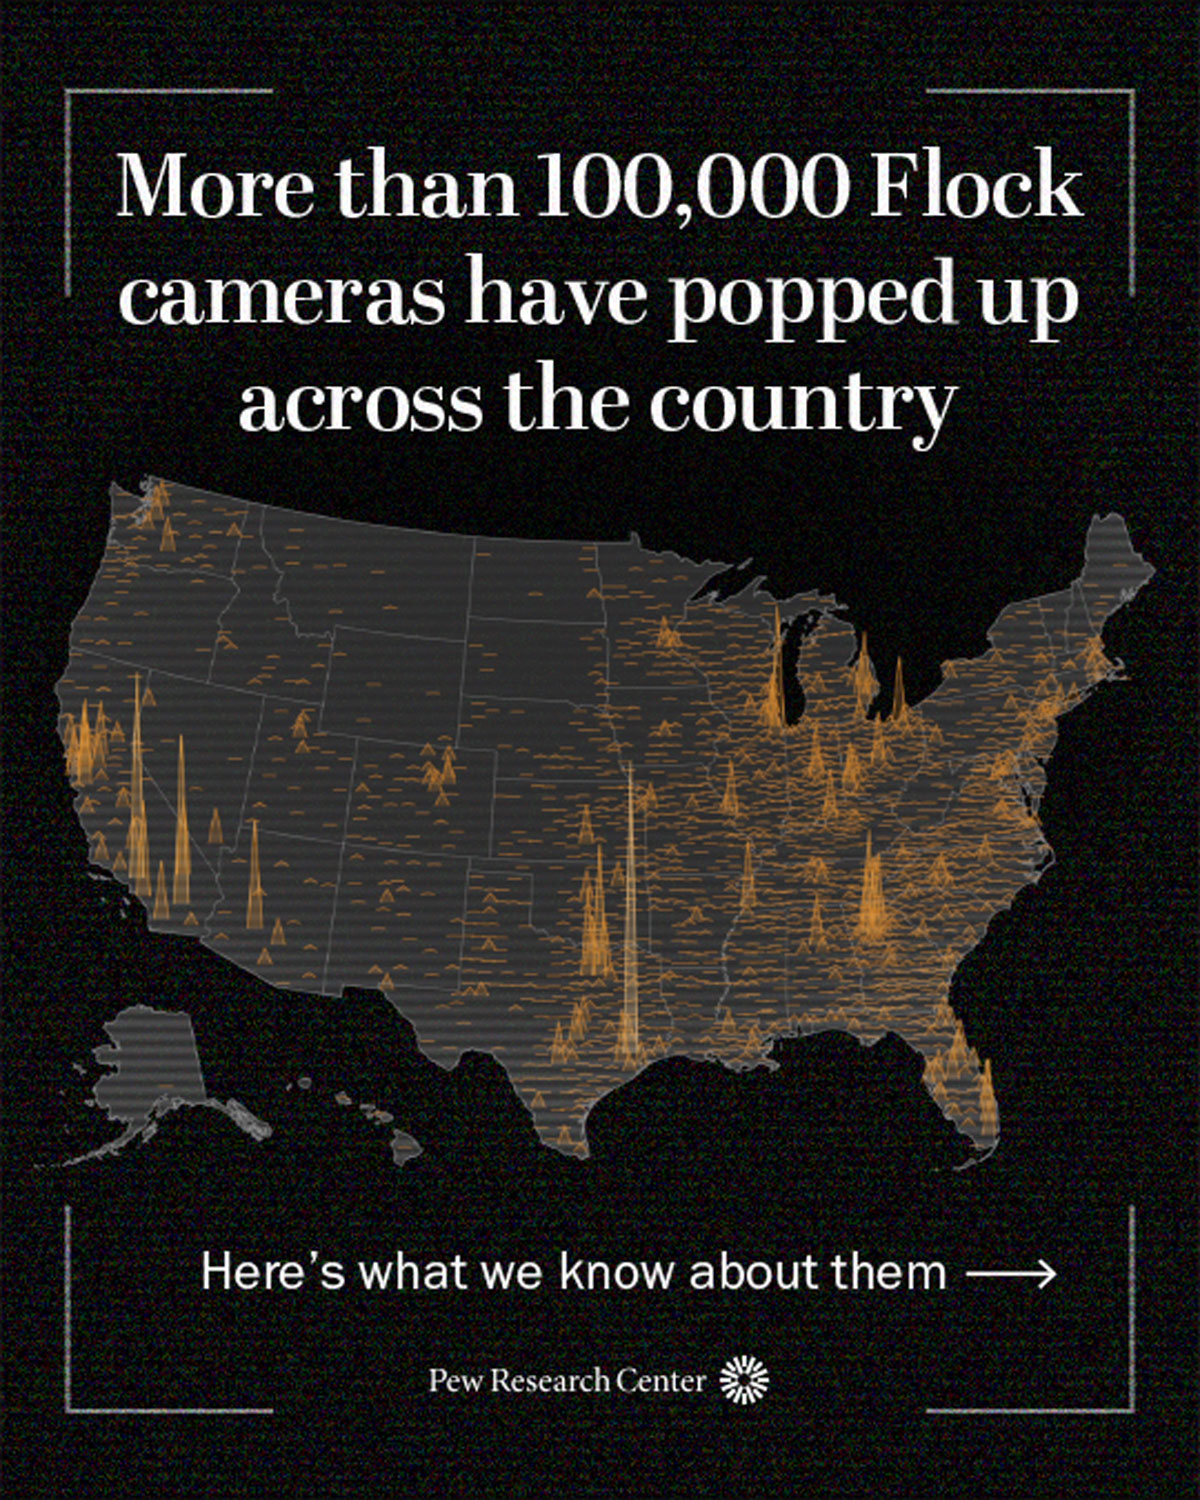 More than 100,000 Flock
cameras have popped up
across the country
Here’s what we know about them
Pew Research Center